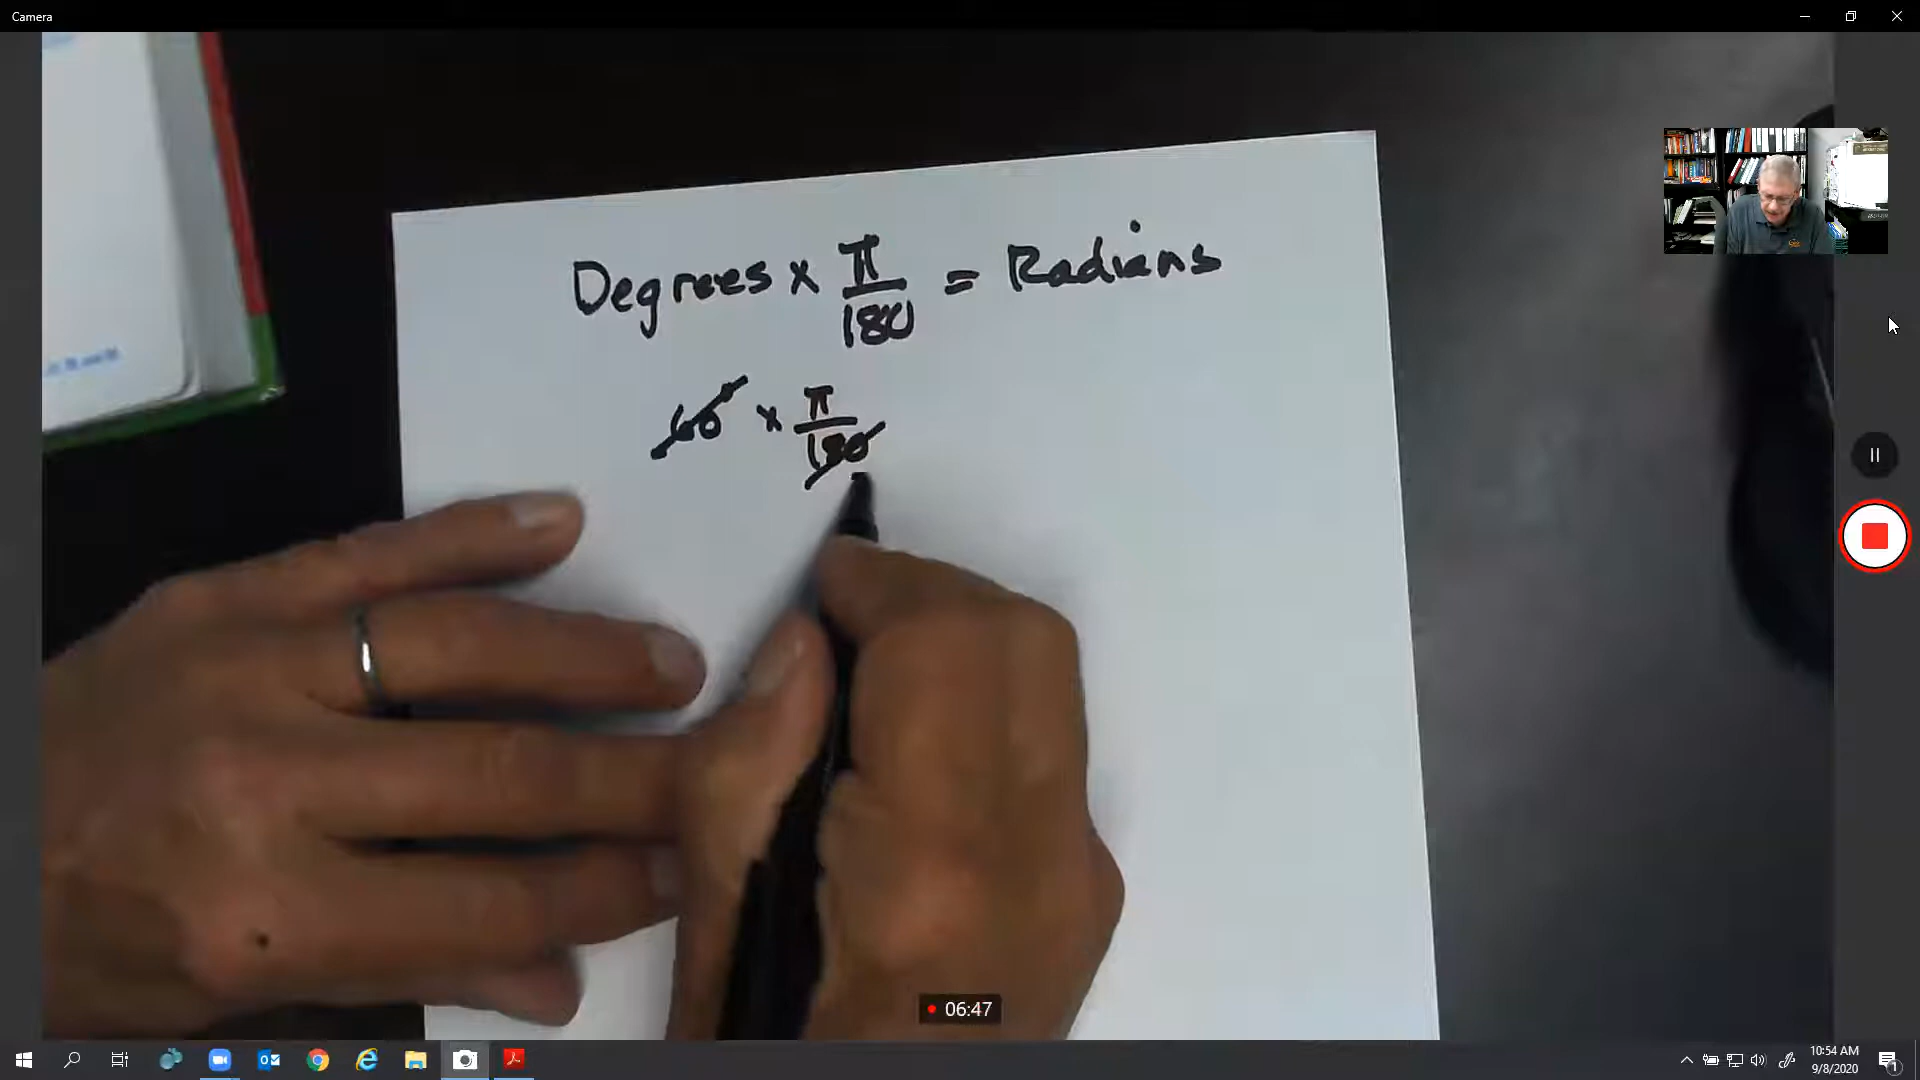 Camera
Degrees × π/180 = Radians
60 × π/180
06:47
10:54 AM
9/8/2020